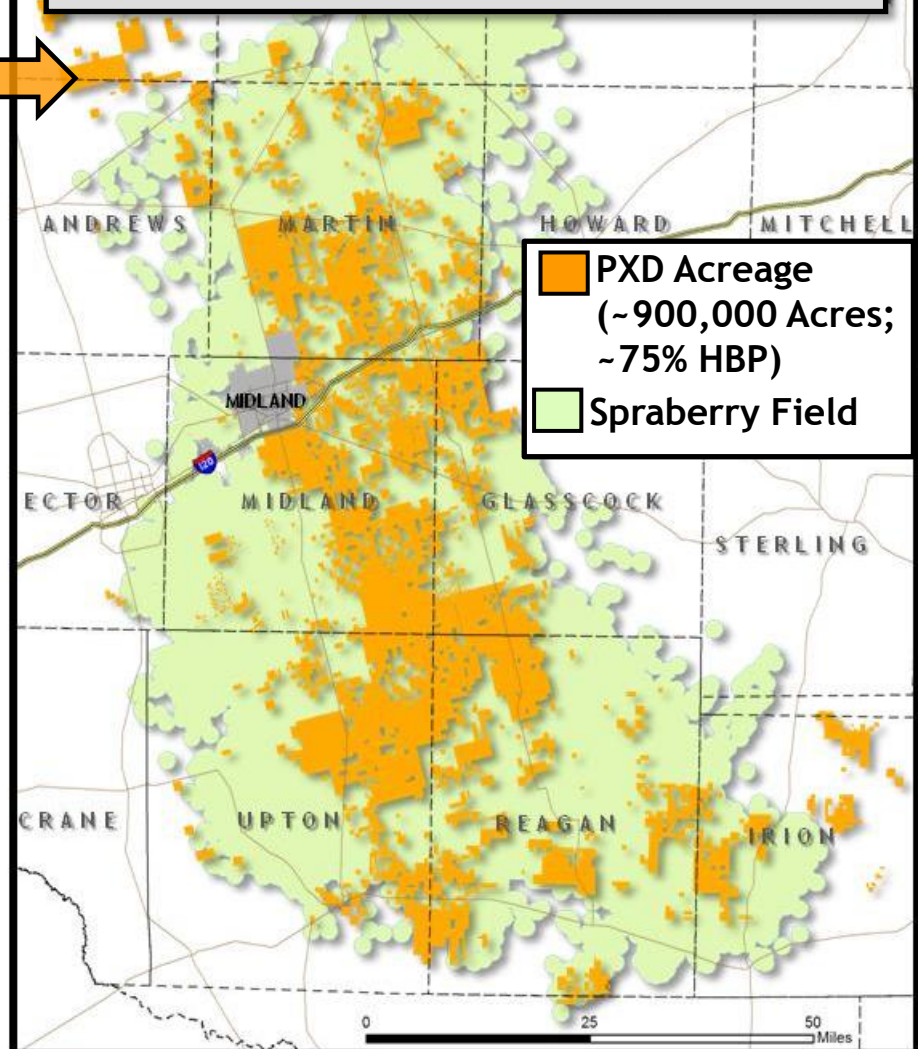 ANDREWS
MARTIN
HOWARD
MITCHELL
PXD Acreage
(~900,000 Acres;
~75% HBP)
Spraberry Field
MIDLAND
120
ECTOR
MIDLAND
GLASSCOCK
STERLING
CRANE
UPTON
REAGAN
IRION
0 25 50
Miles